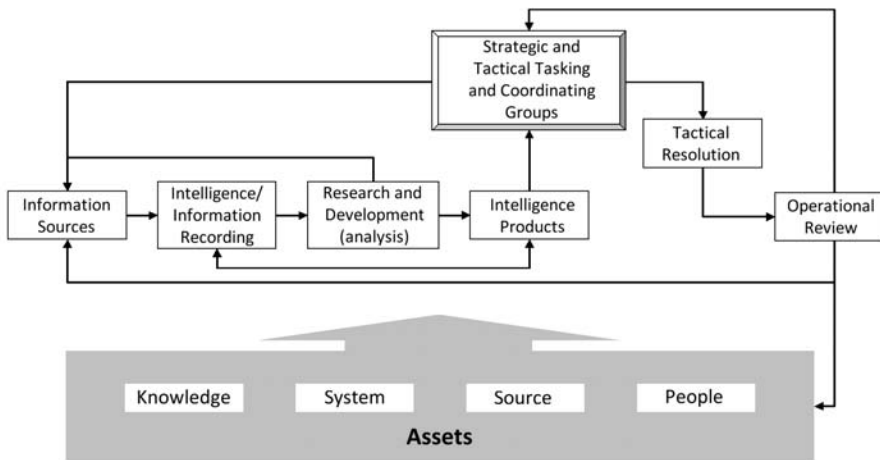 Strategic and
Tactical Tasking
and Coordinating
Groups
Tactical
Resolution
Information
Sources
Intelligence/
Information
Recording
Research and
Development
(analysis)
Intelligence
Products
Operational
Review
Knowledge
System
Source
People
Assets